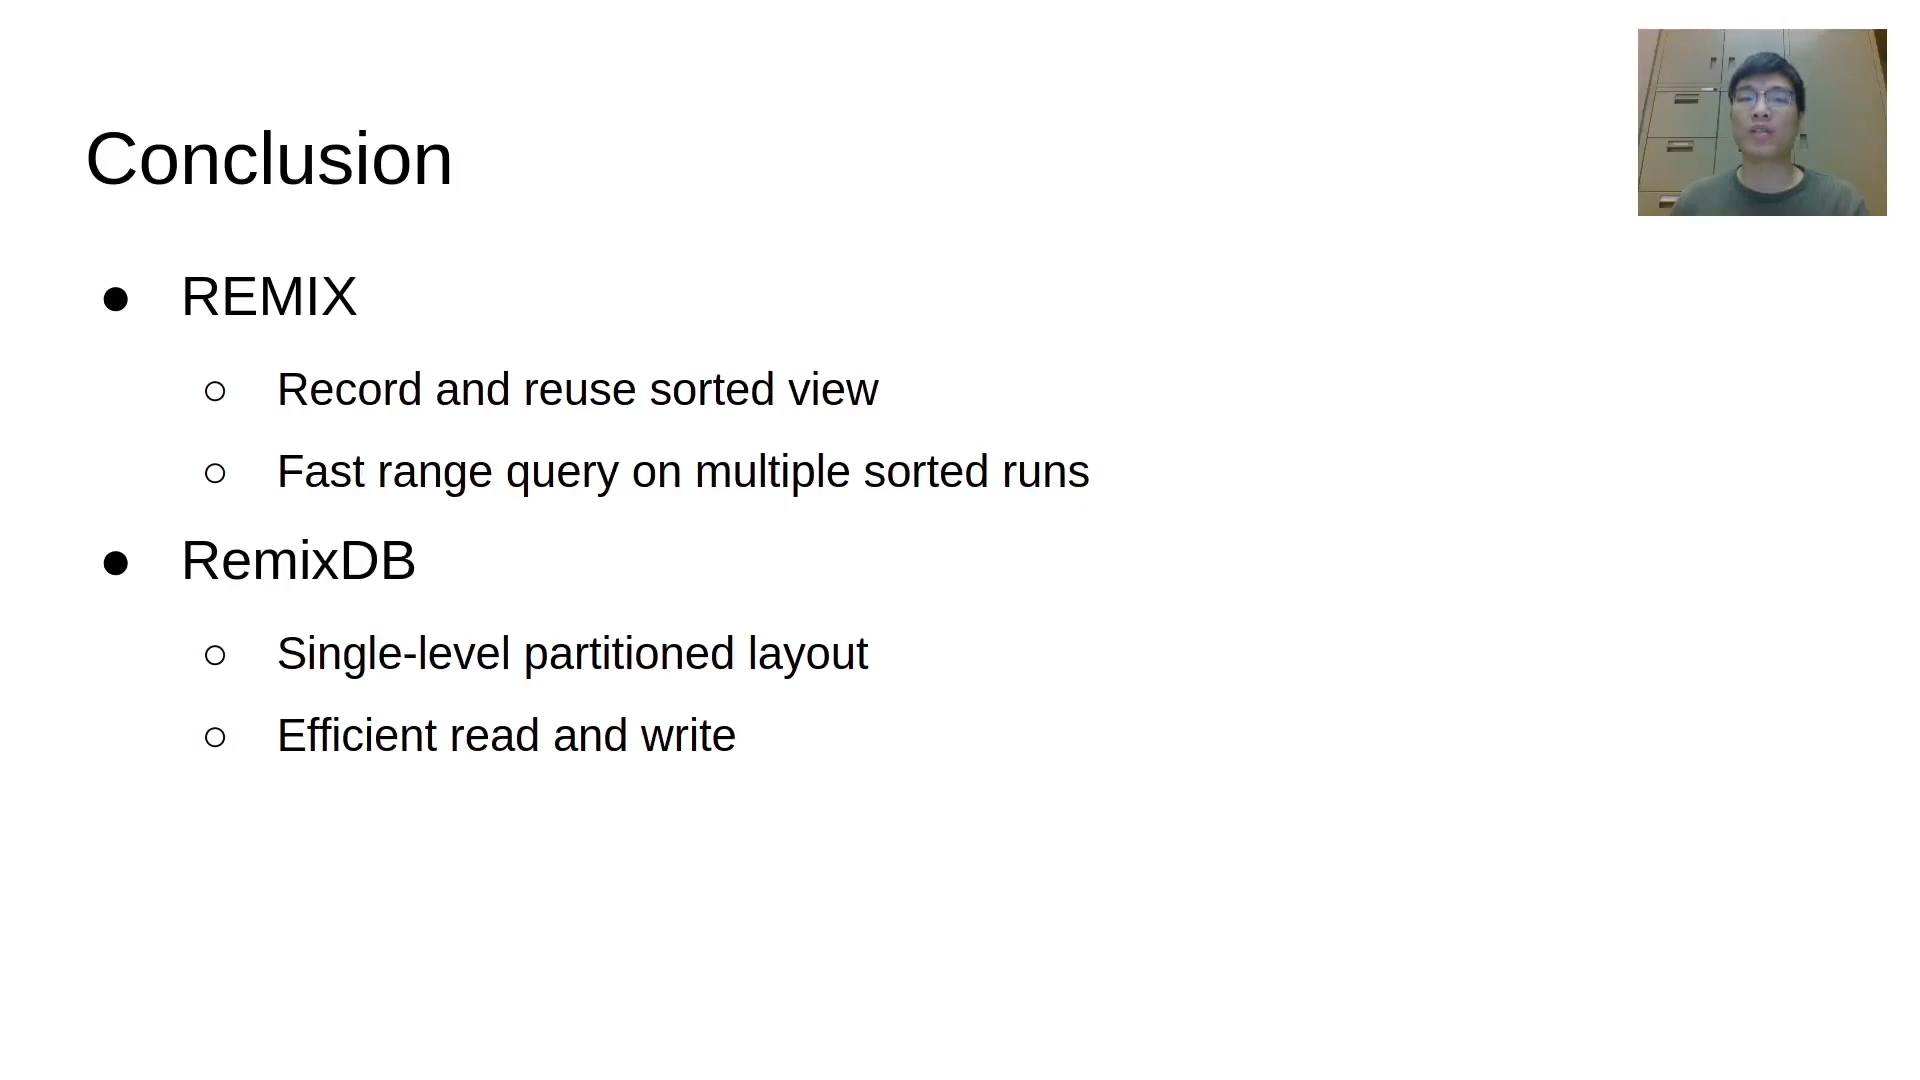 Conclusion
● REMIX
○ Record and reuse sorted view
○ Fast range query on multiple sorted runs
● RemixDB
○ Single-level partitioned layout
○ Efficient read and write